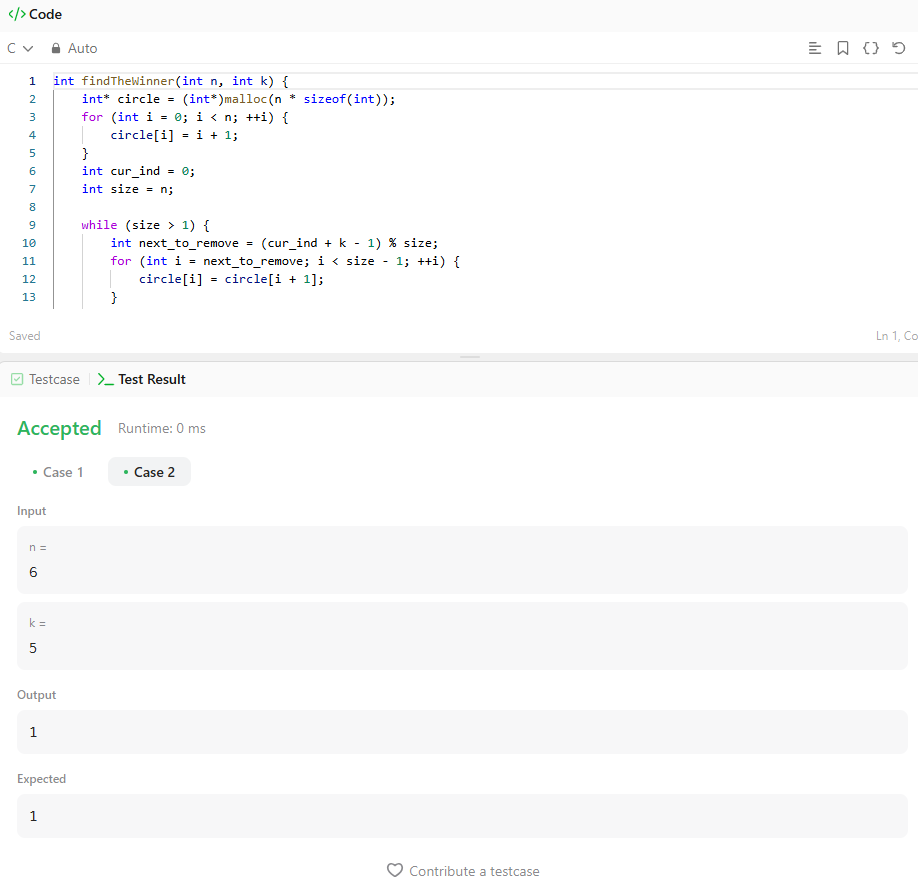 </> Code
C Auto
1 int findTheWinner(int n, int k) {
2     int* circle = (int*)malloc(n * sizeof(int));
3     for (int i = 0; i < n; ++i) {
4         circle[i] = i + 1;
5     }
6     int cur_ind = 0;
7     int size = n;
8
9     while (size > 1) {
10         int next_to_remove = (cur_ind + k - 1) % size;
11         for (int i = next_to_remove; i < size - 1; ++i) {
12             circle[i] = circle[i + 1];
13         }
Saved Ln 1, Co
Testcase Test Result
Accepted Runtime: 0 ms
• Case 1 • Case 2
Input
n =
6
k =
5
Output
1
Expected
1
Contribute a testcase